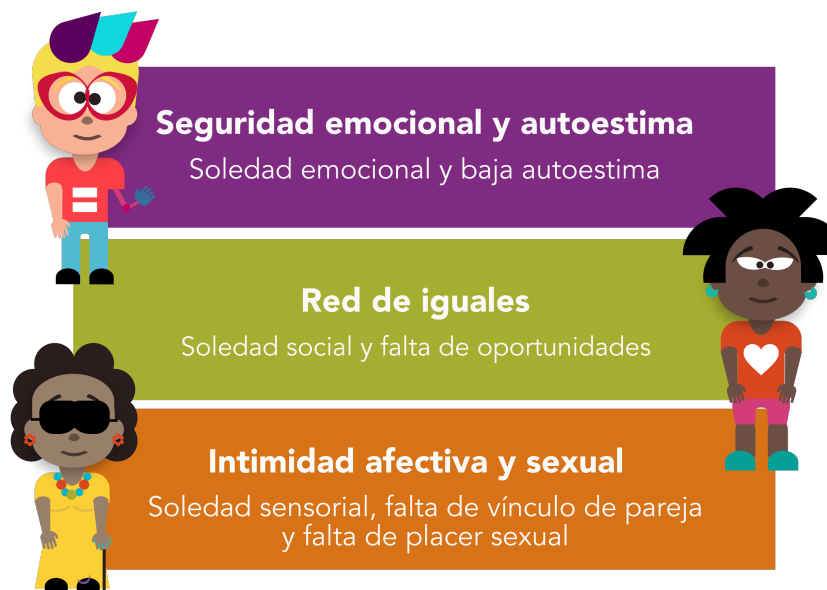 Seguridad emocional y autoestima
Soledad emocional y baja autoestima
Red de iguales
Soledad social y falta de oportunidades
Intimidad afectiva y sexual
Soledad sensorial, falta de vínculo de pareja
y falta de placer sexual